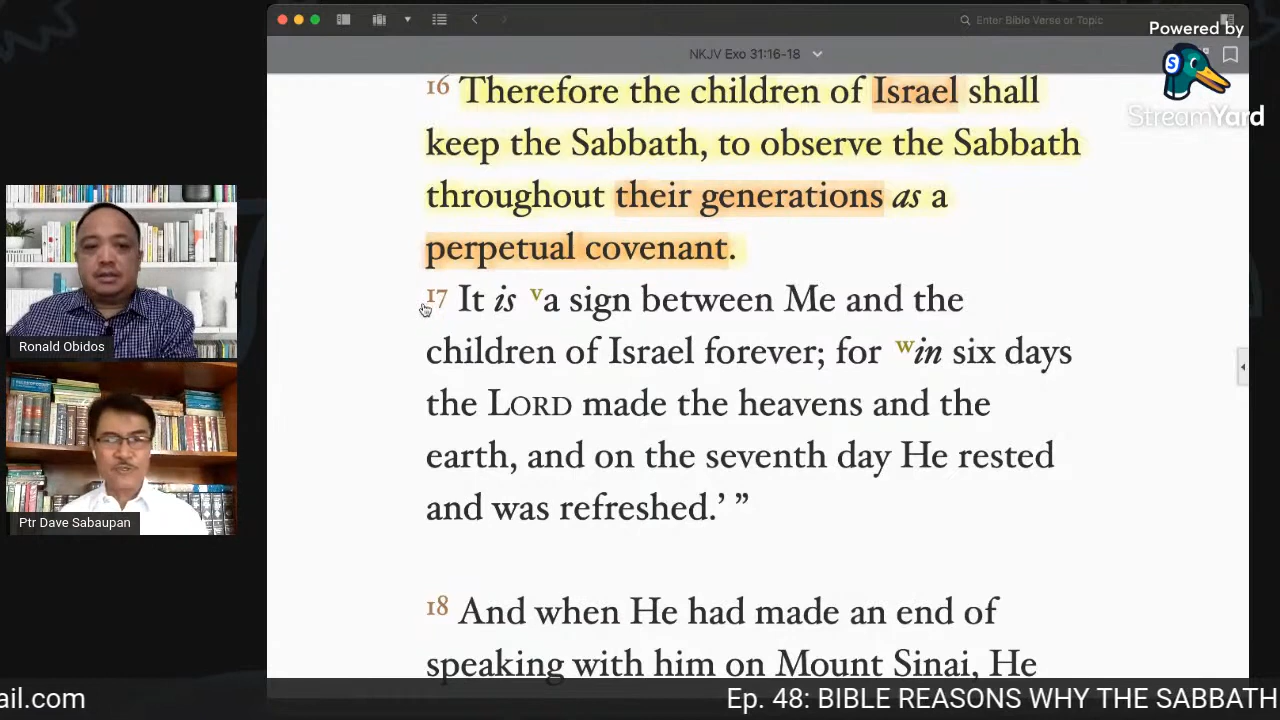 Enter Bible Verse or Topic
Powered by
StreamYard
NKJV Exo 31:16-18
16 Therefore the children of Israel shall
keep the Sabbath, to observe the Sabbath
throughout their generations as a
perpetual covenant.
17 It is v a sign between Me and the
children of Israel forever; for w in six days
the LORD made the heavens and the
earth, and on the seventh day He rested
and was refreshed.’ ”
18 And when He had made an end of
speaking with him on Mount Sinai, He
Ronald Obidos
Ptr Dave Sabaupan
ail.com
Ep. 48: BIBLE REASONS WHY THE SABBATH